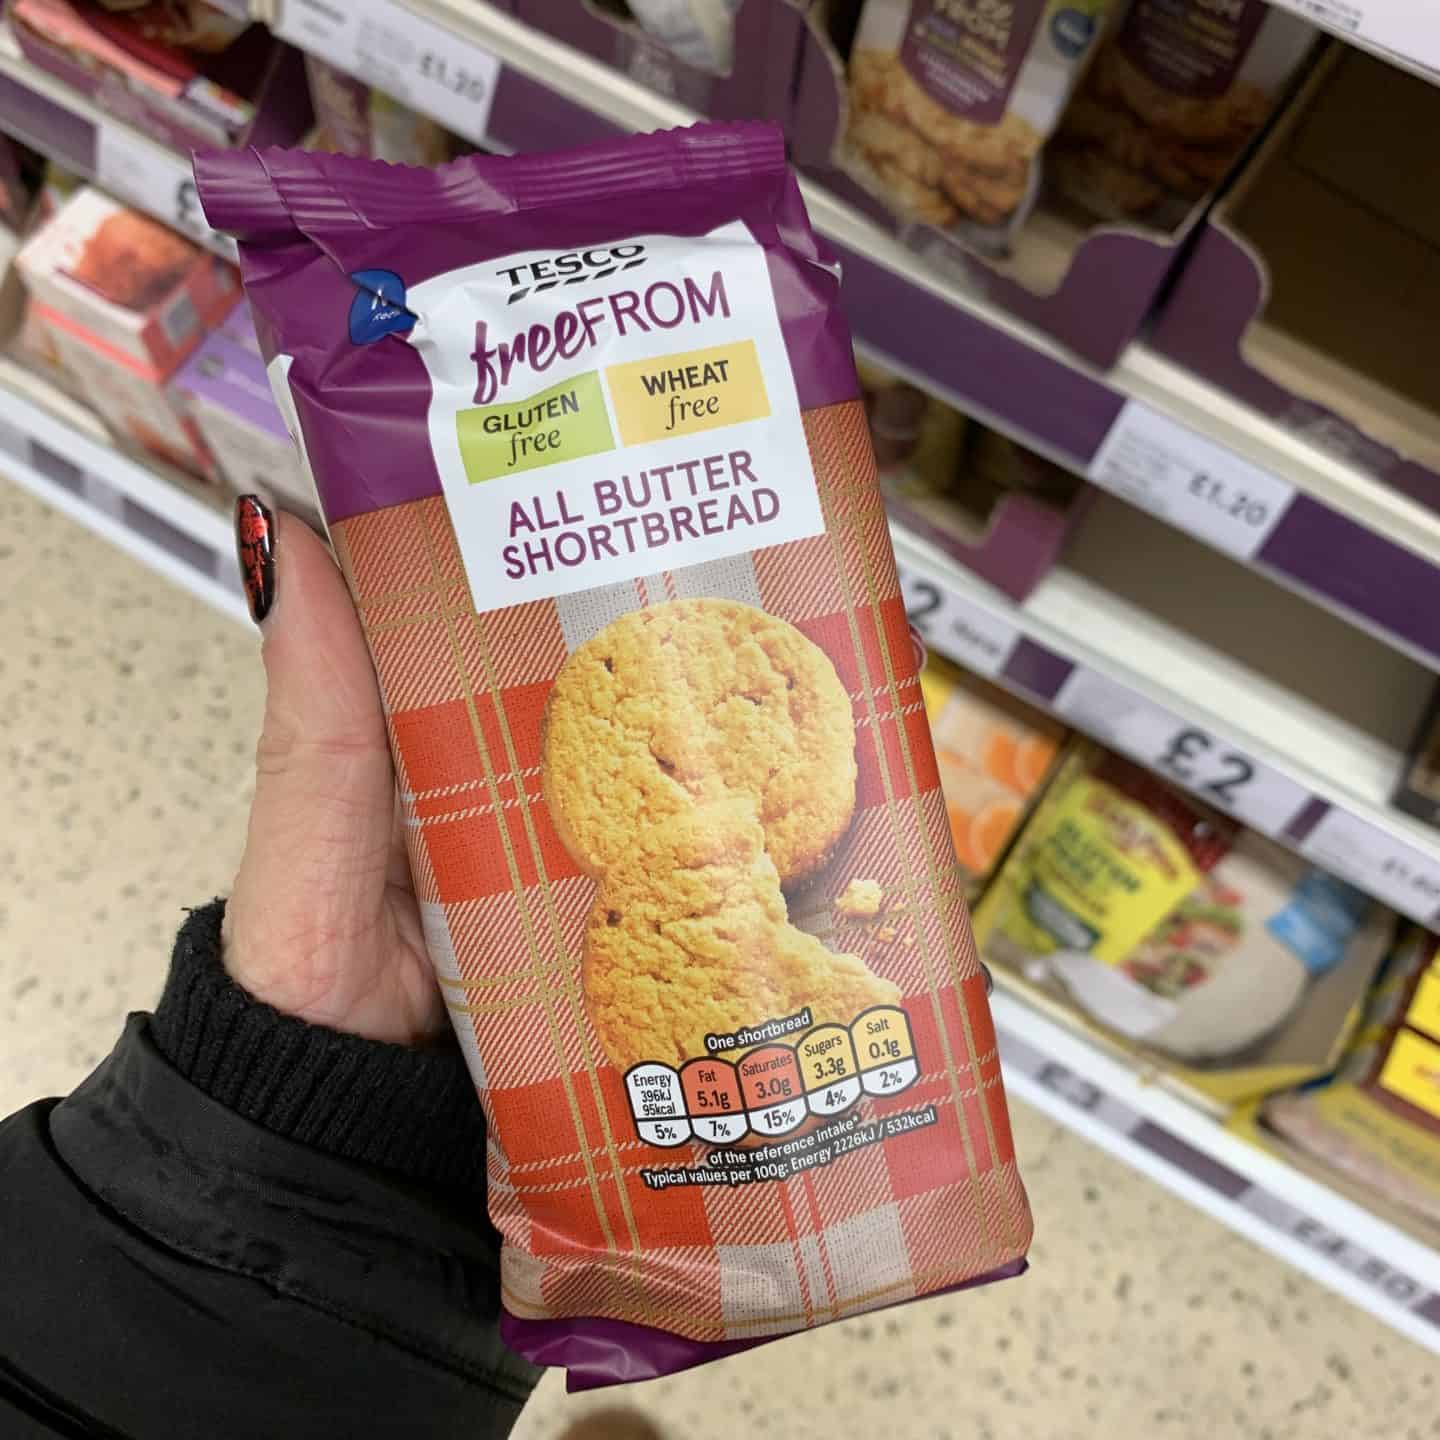 £1.20
TESCO
freeFROM
GLUTEN
free
WHEAT
free
ALL BUTTER
SHORTBREAD
One shortbread
Energy
396kJ
95kcal
5%
Fat
5.1g
7%
Saturates
3.0g
15%
Sugars
3.3g
4%
Salt
0.1g
2%
of the reference intake*
Typical values per 100g: Energy 2226kJ / 532kcal
FROM
£1.20
£2
GLUTEN